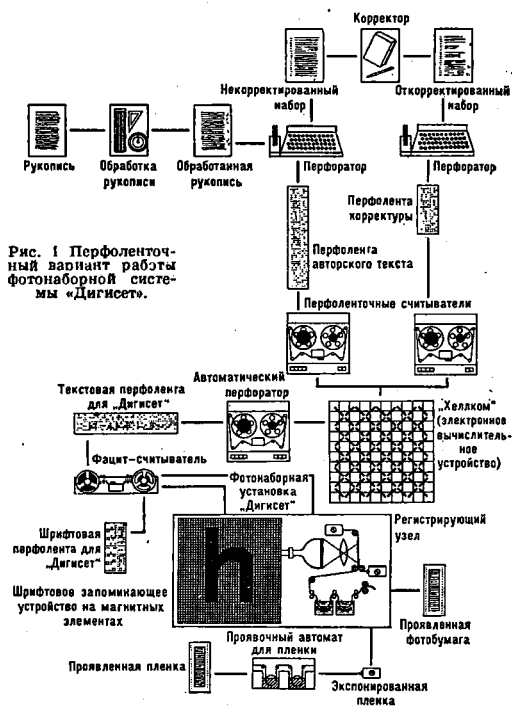 Корректор
Некорректированный
набор
Откорректированный
набор
Рукопись
Обработка
рукописи
Обработанная
рукопись
Перфоратор
Перфоратор
Перфолента
корректуры
Перфолента
авторского текста
Рис. 1 Перфоленточ-
ный вариант работы
фотонаборной систе-
мы «Дигисет».
Перфоленточные считыватели
Текстовая перфолента
для „Дигисет"
Автоматический
перфоратор
„Хеллком"
(электронное
вычислитель-
ное
устройство)
Фэцит-считыватель
Фотонаборная
установка
„Дигисет"
Шрифтовая
перфолента для
„Дигисет"
Регистрирующий
узел
h
Шрифтовое запоминающее
устройство на магнитных
элементах
Проявленная
фотобумага
Проявочный автомат
для пленки
Проявленная пленка
Экспонированная
пленка